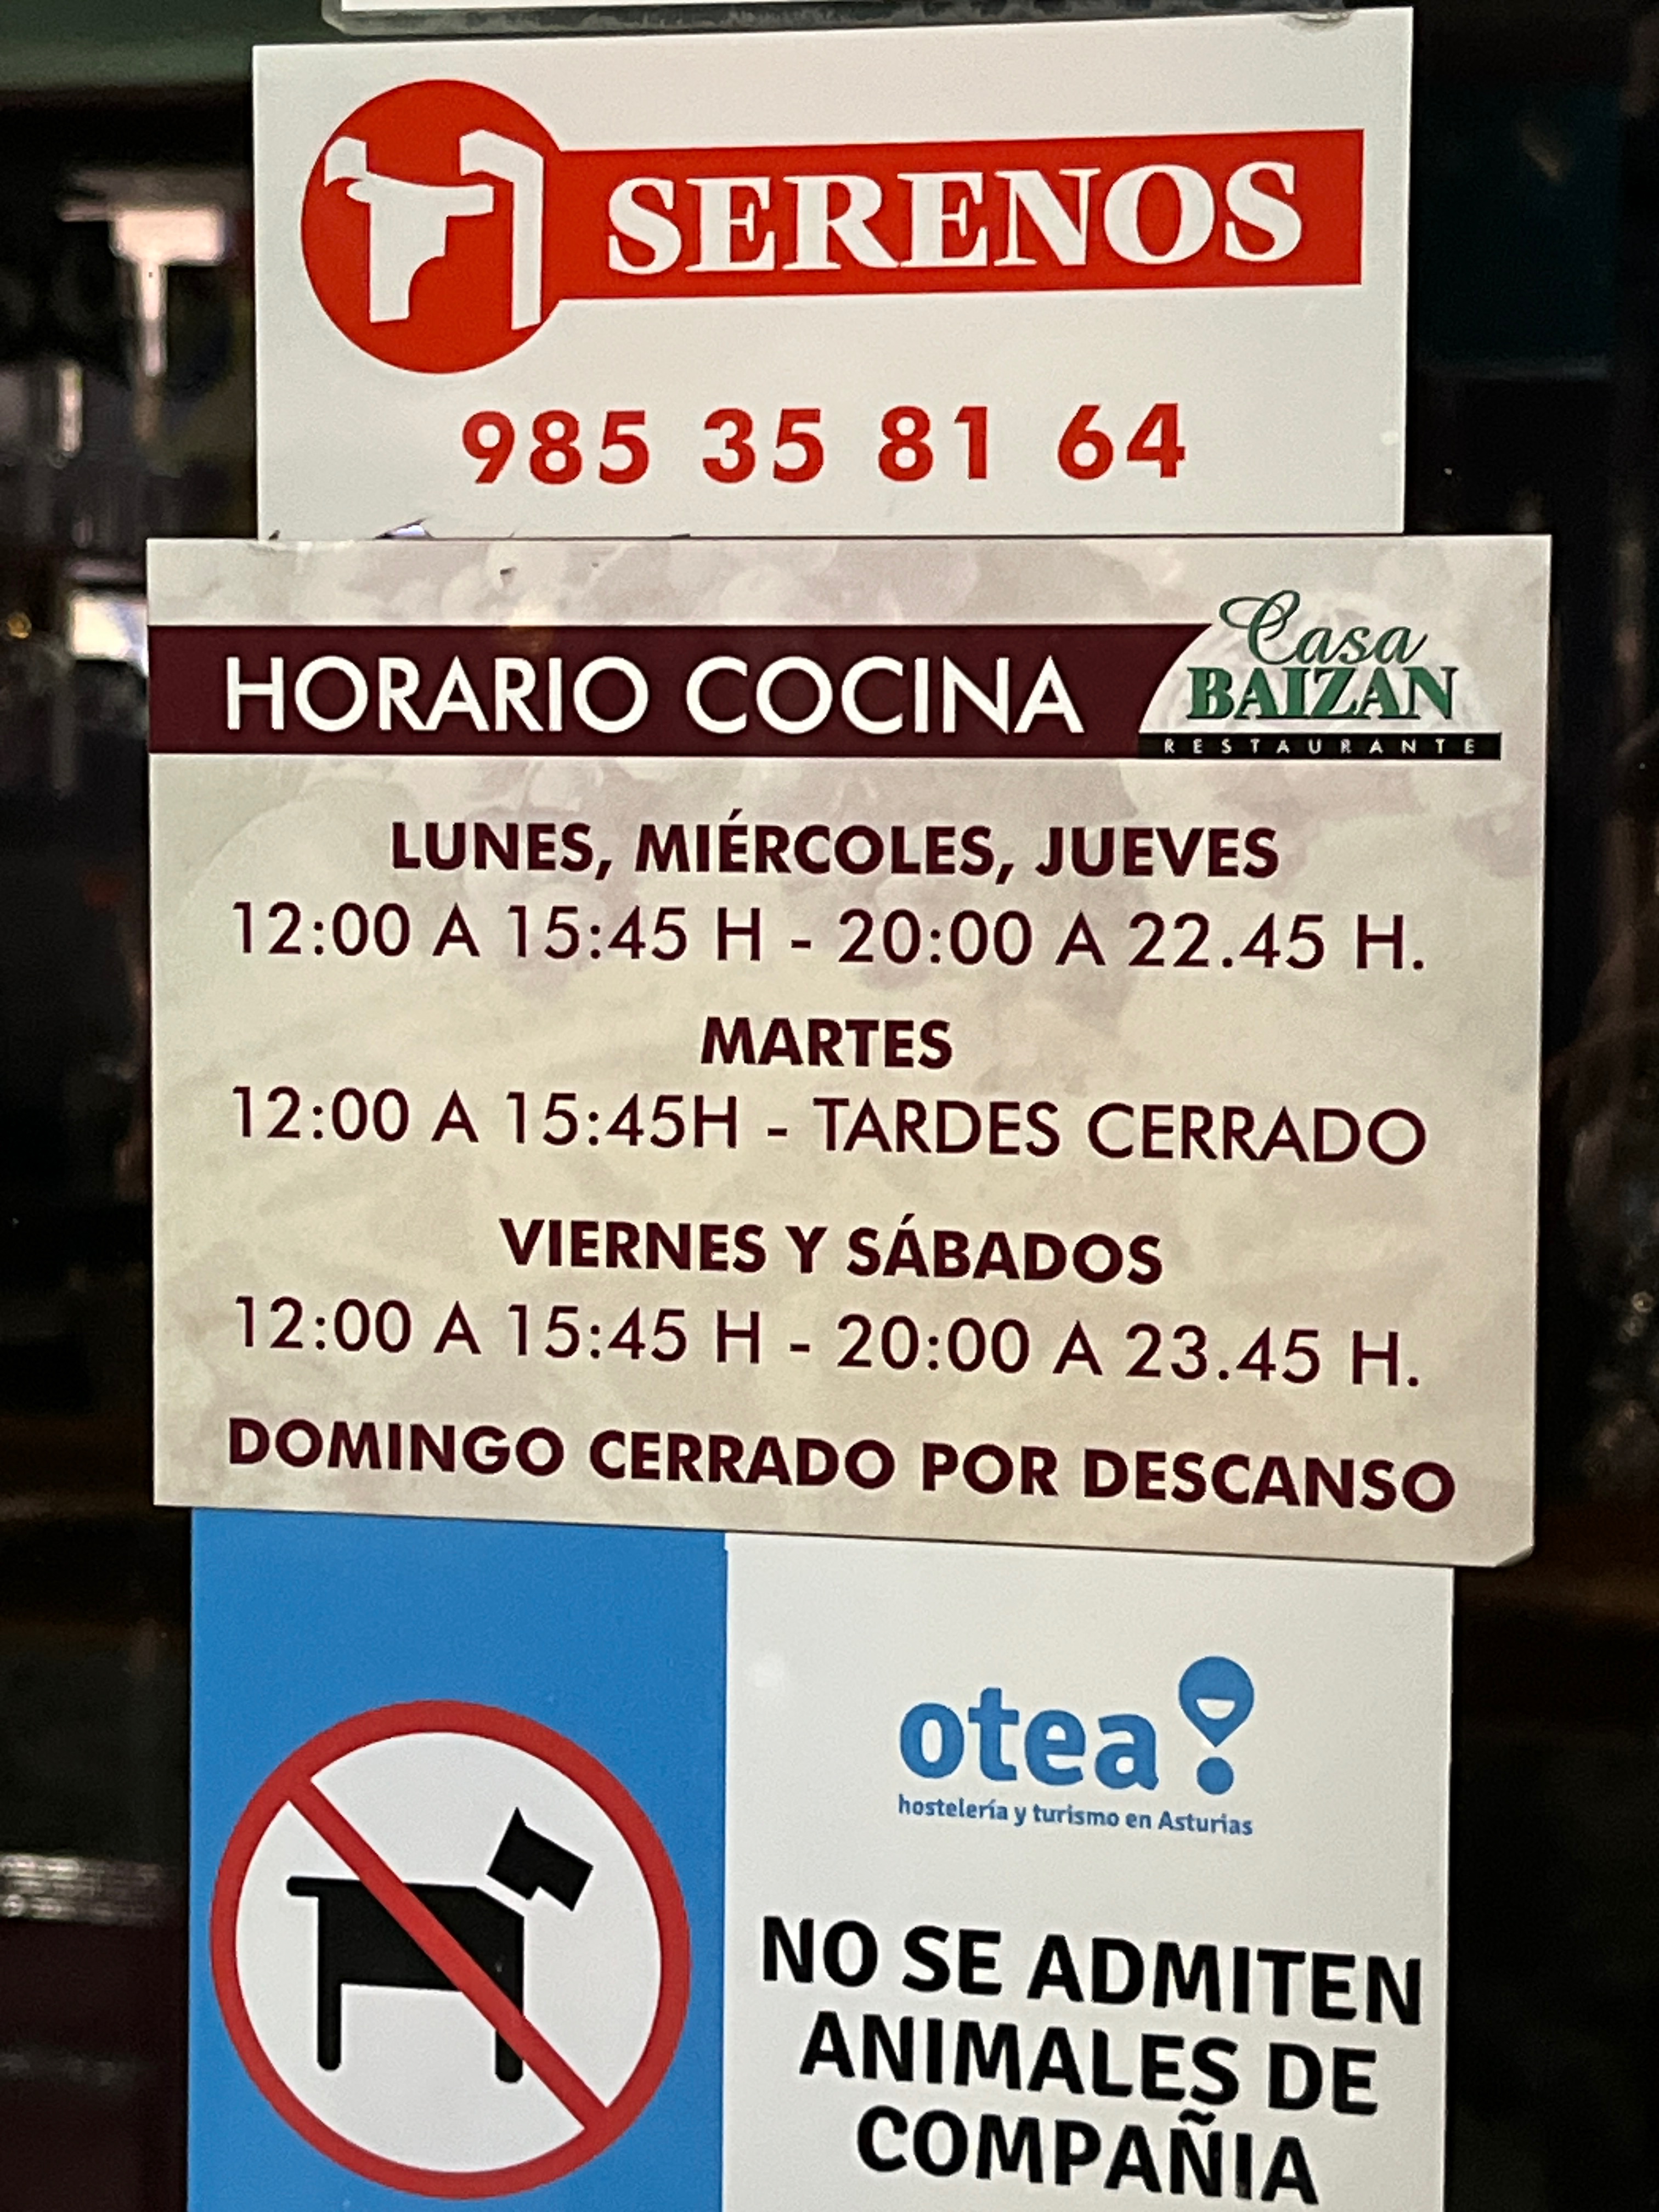 SERENOS
985 35 81 64
HORARIO COCINA
Casa
BAIZAN
RESTAURANTE
LUNES, MIÉRCOLES, JUEVES
12:00 A 15:45 H - 20:00 A 22.45 H.
MARTES
12:00 A 15:45H - TARDES CERRADO
VIERNES Y SÁBADOS
12:00 A 15:45 H - 20:00 A 23.45 H.
DOMINGO CERRADO POR DESCANSO
otea
hostelería y turismo en Asturias
NO SE ADMITEN
ANIMALES DE
COMPAÑIA